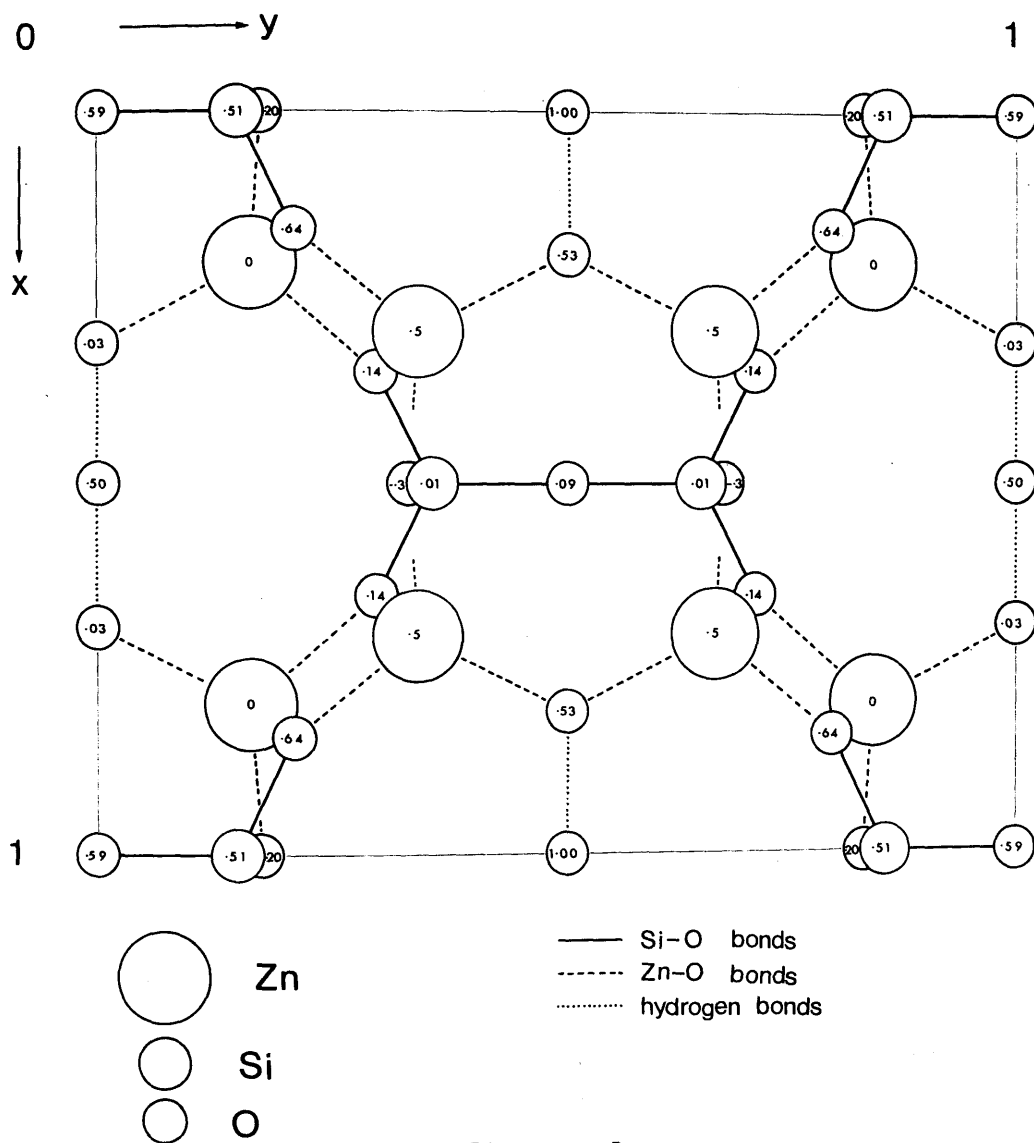 0 y 1
·59 ·51 ·20 1·00 ·20 ·51 ·59
·64 ·64
x 0 ·53 0
·5 ·5
·03 ·14 ·14 ·03
·50 -·3 ·01 ·09 ·01 -·3 ·50
·03 ·14 ·14 ·03
·5 ·5
0 ·53 0
·64 ·64
1 ·59 ·51 ·20 1·00 ·20 ·51 ·59
Zn
Si
O
Si-O bonds
Zn-O bonds
hydrogen bonds